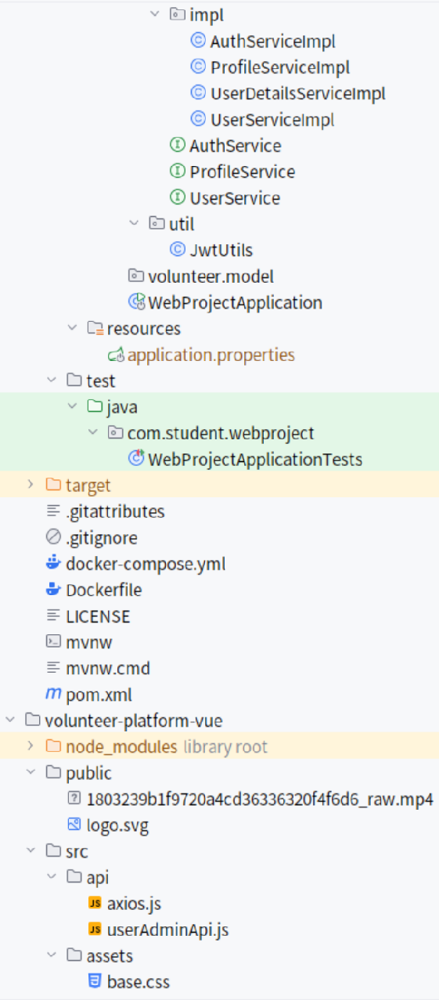 impl
AuthServiceImpl
ProfileServiceImpl
UserDetailsServiceImpl
UserServiceImpl
AuthService
ProfileService
UserService
util
JwtUtils
volunteer.model
WebProjectApplication
resources
application.properties
test
java
com.student.webproject
WebProjectApplicationTests
target
.gitattributes
.gitignore
docker-compose.yml
Dockerfile
LICENSE
mvnw
mvnw.cmd
pom.xml
volunteer-platform-vue
node_modules library root
public
1803239b1f9720a4cd36336320f4f6d6_raw.mp4
logo.svg
src
api
axios.js
userAdminApi.js
assets
base.css